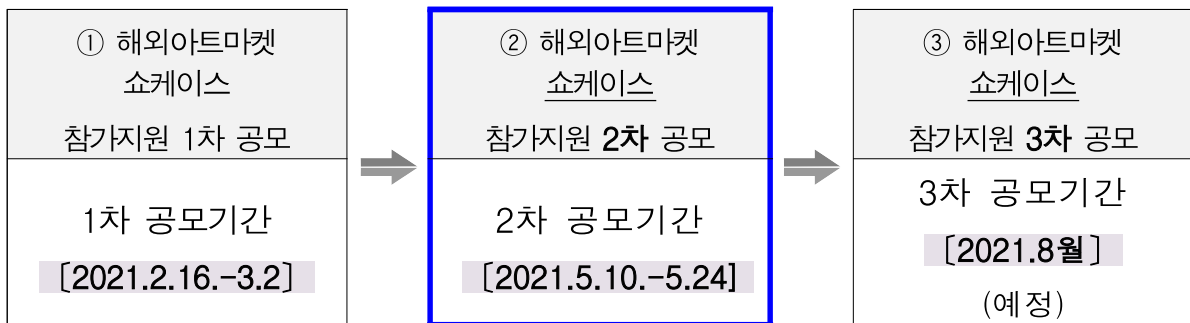 ① 해외아트마켓
쇼케이스
참가지원 1차 공모
1차 공모기간
〔2021.2.16.-3.2〕
② 해외아트마켓
쇼케이스
참가지원 2차 공모
2차 공모기간
〔2021.5.10.-5.24]
③ 해외아트마켓
쇼케이스
참가지원 3차 공모
3차 공모기간
〔2021.8월〕
(예정)